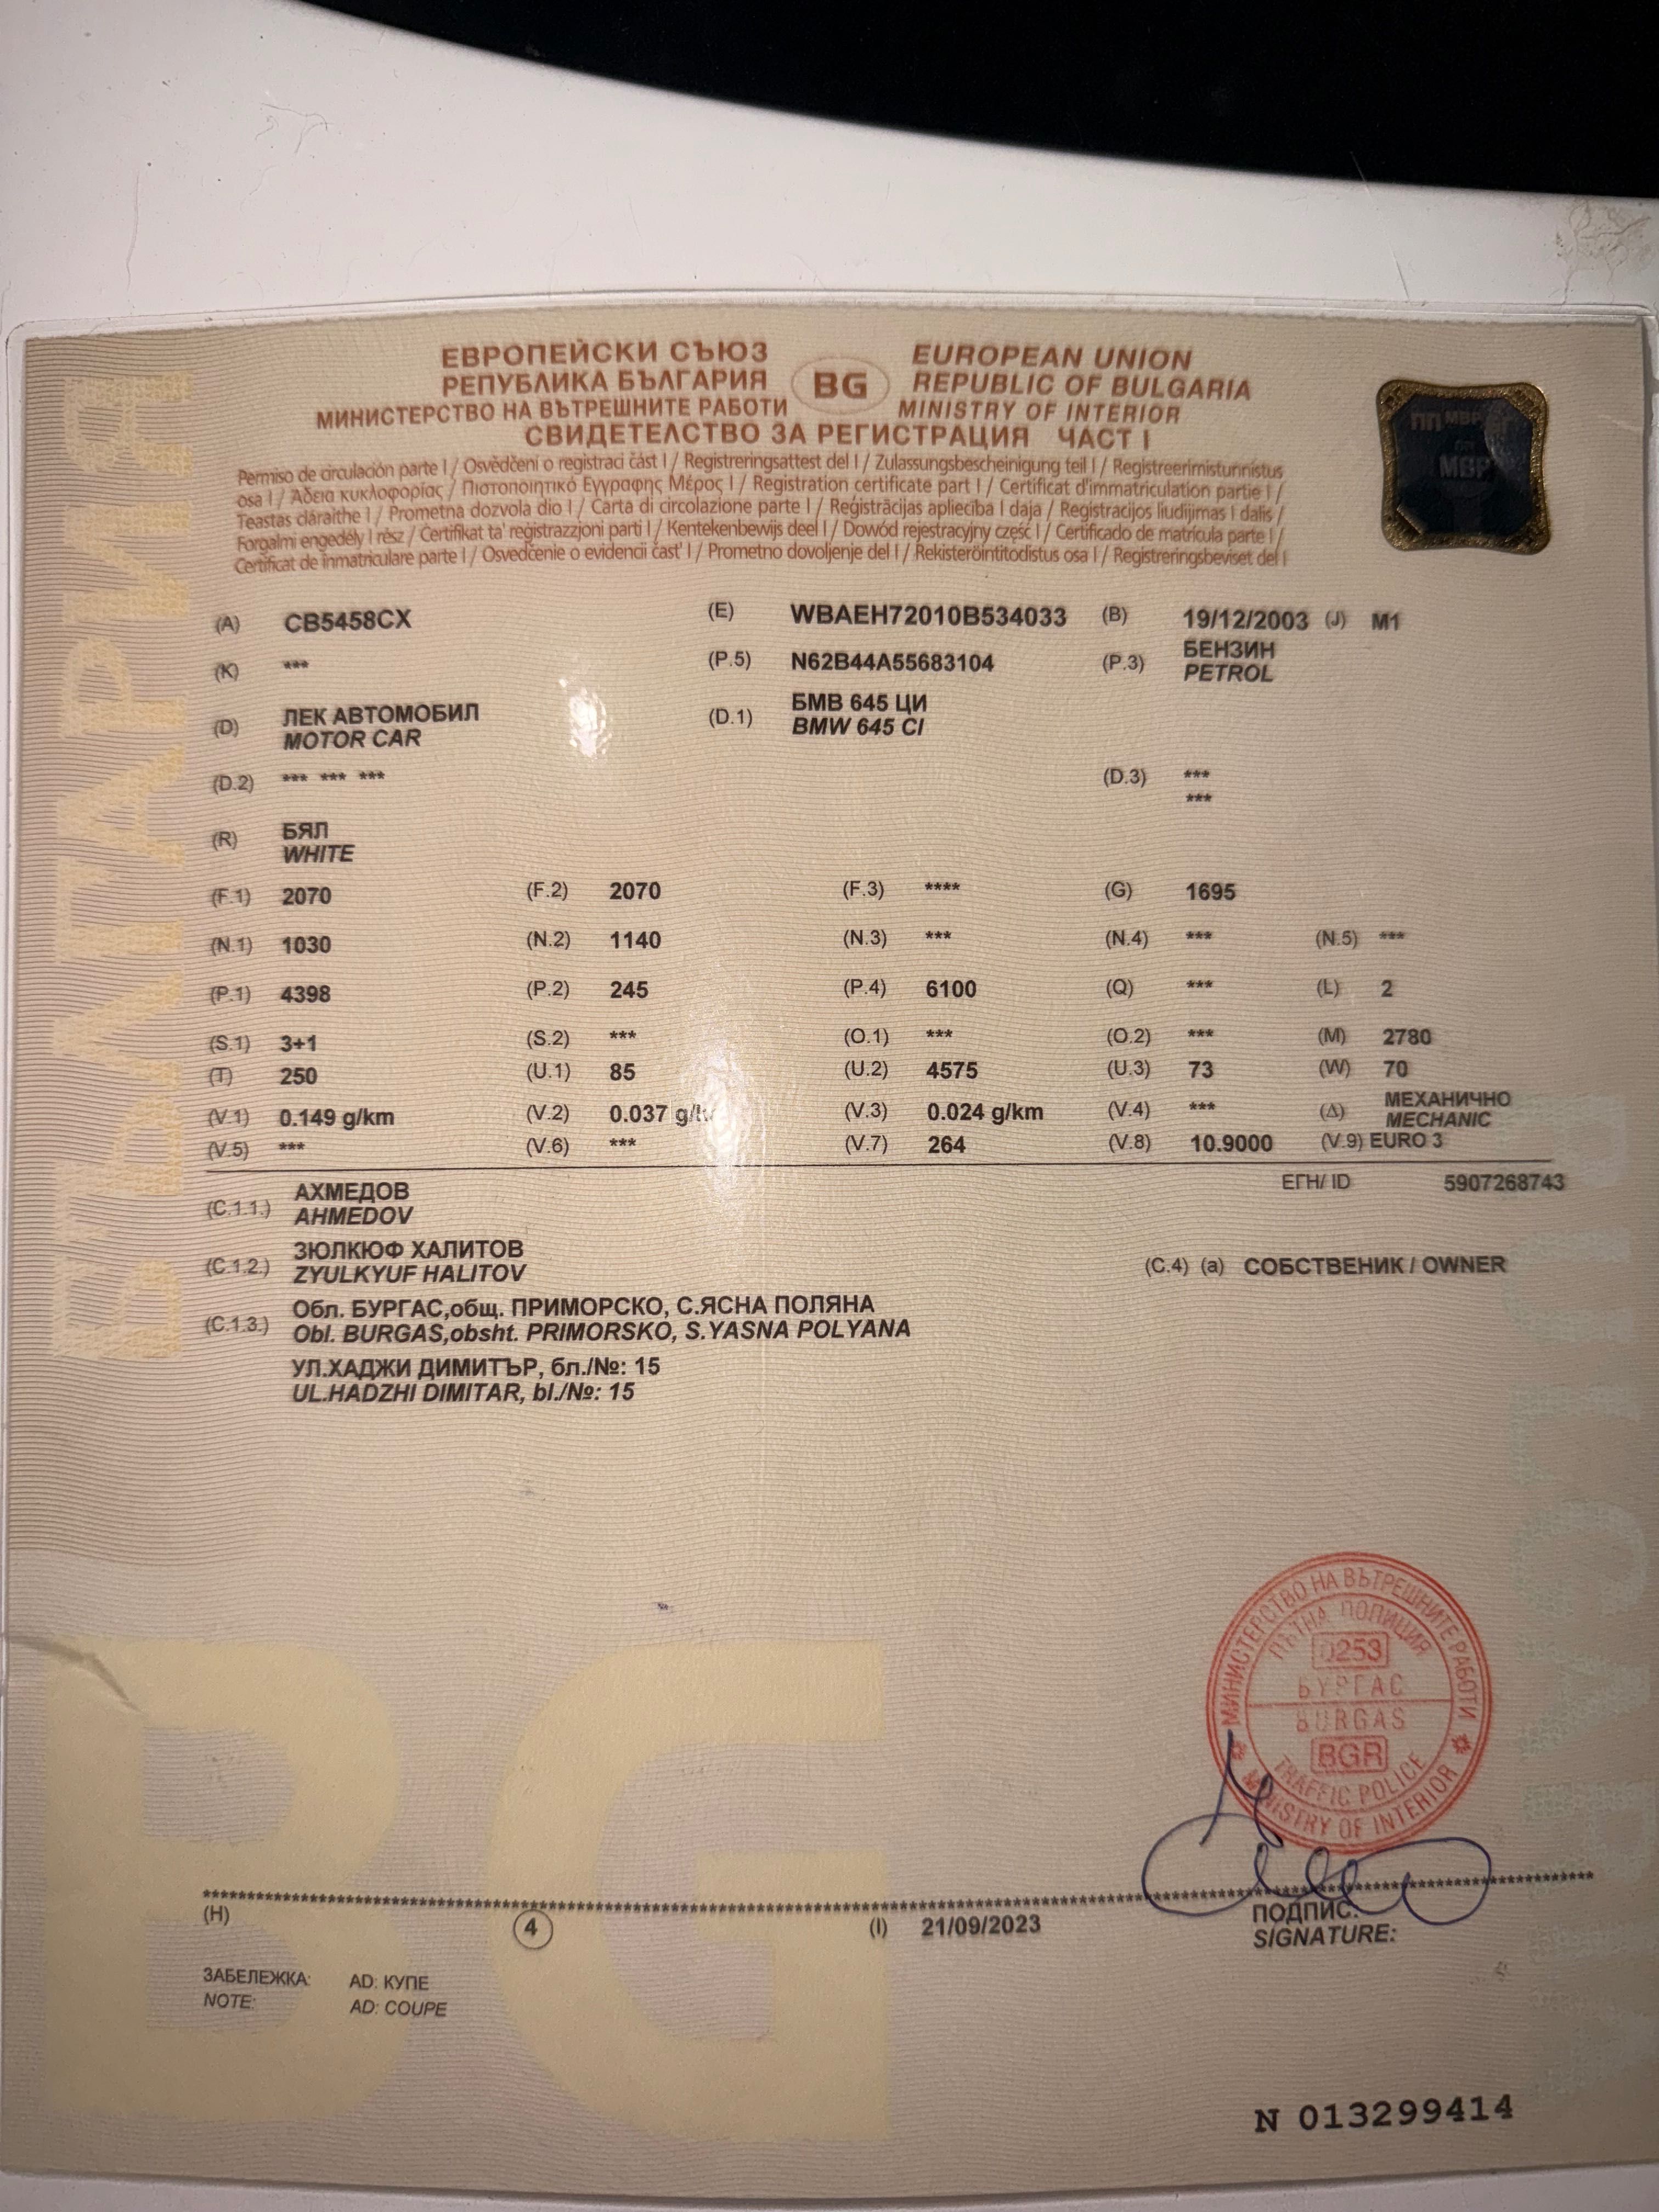 ЕВРОПЕЙСКИ СЪЮЗ
РЕПУБЛИКА БЪЛГАРИЯ
МИНИСТЕРСТВО НА ВЪТРЕШНИТЕ РАБОТИ
BG
EUROPEAN UNION
REPUBLIC OF BULGARIA
MINISTRY OF INTERIOR
СВИДЕТЕЛСТВО ЗА РЕГИСТРАЦИЯ ЧАСТ I
Permiso de circulación parte I / Osvědčení o registraci část I / Registreringsattest del I / Zulassungsbescheinigung teil I / Registreerimistunnistus
osa I / Άδεια κυκλοφορίας / Πιστοποιητικό Εγγραφης Μέρος I / Registration certificate part I / Certificat d'immatriculation partie I /
Teastas cláraithe I / Prometna dozvola dio I / Carta di circolazione parte I / Reģistrācijas apliecība I daja / Registracijos liudijimas I dalis /
Forgalmi engedély I rész / Ċertifikat ta' reġistrazzjoni parti I / Kentekenbewijs deel I / Dowód rejestracyjny część I / Certificado de matrícula parte I /
Certificat de înmatriculare parte I / Osvedčenie o evidencii časť I / Prometno dovoljenje del I / Rekisteröintitodistus osa I / Registreringsbeviset del I
ПП МВР
МВР
(A) CB5458CX (E) WBAEH72010B534033 (B) 19/12/2003 (J) M1
(K) *** (P.5) N62B44A55683104 (P.3) БЕНЗИН
PETROL
(D) ЛЕК АВТОМОБИЛ (D.1) БМВ 645 ЦИ
MOTOR CAR BMW 645 CI
(D.2) *** *** *** (D.3) ***
***
(R) БЯЛ
WHITE
(F.1) 2070 (F.2) 2070 (F.3) **** (G) 1695
(N.1) 1030 (N.2) 1140 (N.3) *** (N.4) *** (N.5) ***
(P.1) 4398 (P.2) 245 (P.4) 6100 (Q) *** (L) 2
(S.1) 3+1 (S.2) *** (O.1) *** (O.2) *** (M) 2780
(T) 250 (U.1) 85 (U.2) 4575 (U.3) 73 (W) 70
(V.1) 0.149 g/km (V.2) 0.037 (V.3) 0.024 g/km (V.4) *** (Δ) МЕХАНИЧНО
MECHANIC
(V.5) *** (V.6) *** (V.7) 264 (V.8) 10.9000 (V.9) EURO 3
(C.1.1.) АХМЕДОВ ЕГН/ ID 5907268743
AHMEDOV
(C.1.2.) ЗЮЛКЮФ ХАЛИТОВ (C.4) (a) СОБСТВЕНИК / OWNER
ZYULKYUF HALITOV
(C.1.3.) Обл. БУРГАС,общ. ПРИМОРСКО, С.ЯСНА ПОЛЯНА
Obl. BURGAS,obsht. PRIMORSKO, S.YASNA POLYANA
УЛ.ХАДЖИ ДИМИТЪР, бл./№: 15
UL.HADZHI DIMITAR, bl./№: 15
МИНИСТЕРСТВО НА ВЪТРЕШНИТЕ РАБОТИ
ПЪТНА ПОЛИЦИЯ
0253
БУРГАС
BURGAS
BGR
TRAFFIC POLICE
MINISTRY OF INTERIOR
(H) 4 (I) 21/09/2023 ПОДПИС:
SIGNATURE:
ЗАБЕЛЕЖКА: AD: КУПЕ
NOTE: AD: COUPE
N 013299414
БЪЛГАРИЯ
BG